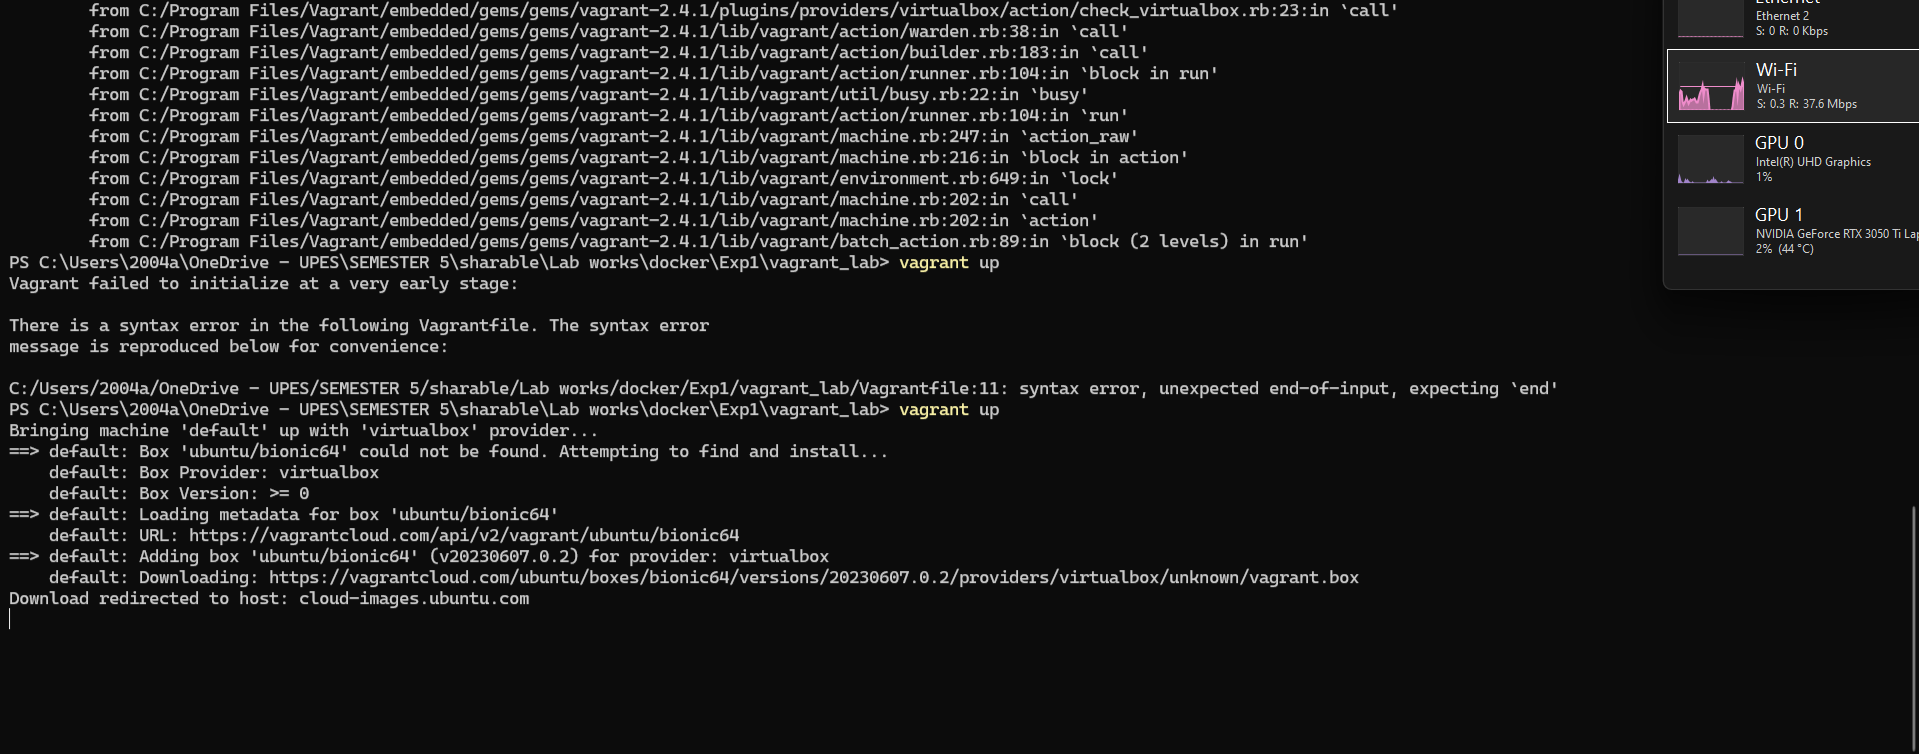 from C:/Program Files/Vagrant/embedded/gems/gems/vagrant-2.4.1/plugins/providers/virtualbox/action/check_virtualbox.rb:23:in `call'
from C:/Program Files/Vagrant/embedded/gems/gems/vagrant-2.4.1/lib/vagrant/action/warden.rb:38:in `call'
from C:/Program Files/Vagrant/embedded/gems/gems/vagrant-2.4.1/lib/vagrant/action/builder.rb:183:in `call'
from C:/Program Files/Vagrant/embedded/gems/gems/vagrant-2.4.1/lib/vagrant/action/runner.rb:104:in `block in run'
from C:/Program Files/Vagrant/embedded/gems/gems/vagrant-2.4.1/lib/vagrant/util/busy.rb:22:in `busy'
from C:/Program Files/Vagrant/embedded/gems/gems/vagrant-2.4.1/lib/vagrant/action/runner.rb:104:in `run'
from C:/Program Files/Vagrant/embedded/gems/gems/vagrant-2.4.1/lib/vagrant/machine.rb:247:in `action_raw'
from C:/Program Files/Vagrant/embedded/gems/gems/vagrant-2.4.1/lib/vagrant/machine.rb:216:in `block in action'
from C:/Program Files/Vagrant/embedded/gems/gems/vagrant-2.4.1/lib/vagrant/environment.rb:649:in `lock'
from C:/Program Files/Vagrant/embedded/gems/gems/vagrant-2.4.1/lib/vagrant/machine.rb:202:in `call'
from C:/Program Files/Vagrant/embedded/gems/gems/vagrant-2.4.1/lib/vagrant/machine.rb:202:in `action'
from C:/Program Files/Vagrant/embedded/gems/gems/vagrant-2.4.1/lib/vagrant/batch_action.rb:89:in `block (2 levels) in run'
PS C:\Users\2004a\OneDrive - UPES\SEMESTER 5\sharable\Lab works\docker\Exp1\vagrant_lab> vagrant up
Vagrant failed to initialize at a very early stage:
There is a syntax error in the following Vagrantfile. The syntax error
message is reproduced below for convenience:
C:/Users/2004a/OneDrive - UPES/SEMESTER 5/sharable/Lab works/docker/Exp1/vagrant_lab/Vagrantfile:11: syntax error, unexpected end-of-input, expecting `end'
PS C:\Users\2004a\OneDrive - UPES\SEMESTER 5\sharable\Lab works\docker\Exp1\vagrant_lab> vagrant up
Bringing machine 'default' up with 'virtualbox' provider...
==> default: Box 'ubuntu/bionic64' could not be found. Attempting to find and install...
default: Box Provider: virtualbox
default: Box Version: >= 0
==> default: Loading metadata for box 'ubuntu/bionic64'
default: URL: https://vagrantcloud.com/api/v2/vagrant/ubuntu/bionic64
==> default: Adding box 'ubuntu/bionic64' (v20230607.0.2) for provider: virtualbox
default: Downloading: https://vagrantcloud.com/ubuntu/boxes/bionic64/versions/20230607.0.2/providers/virtualbox/unknown/vagrant.box
Download redirected to host: cloud-images.ubuntu.com
Ethernet
Ethernet 2
S: 0 R: 0 Kbps
Wi-Fi
Wi-Fi
S: 0.3 R: 37.6 Mbps
GPU 0
Intel(R) UHD Graphics
1%
GPU 1
NVIDIA GeForce RTX 3050 Ti Lap
2% (44 °C)